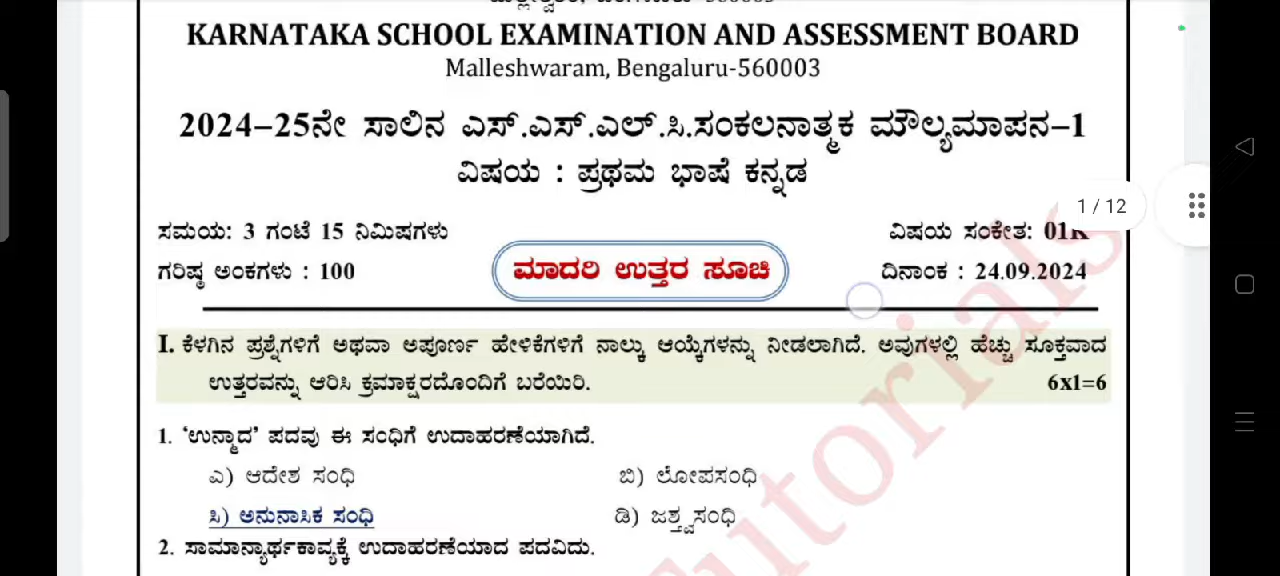 KARNATAKA SCHOOL EXAMINATION AND ASSESSMENT BOARD
Malleshwaram, Bengaluru-560003
2024-25ನೇ ಸಾಲಿನ ಎಸ್.ಎಸ್.ಎಲ್.ಸಿ.ಸಂಕಲನಾತ್ಮಕ ಮೌಲ್ಯಮಾಪನ-1
ವಿಷಯ : ಪ್ರಥಮ ಭಾಷೆ ಕನ್ನಡ
1 / 12
ಸಮಯ: 3 ಗಂಟೆ 15 ನಿಮಿಷಗಳು ವಿಷಯ ಸಂಕೇತ: 01K
ಗರಿಷ್ಠ ಅಂಕಗಳು : 100 ಮಾದರಿ ಉತ್ತರ ಸೂಚಿ ದಿನಾಂಕ : 24.09.2024
I. ಕೆಳಗಿನ ಪ್ರಶ್ನೆಗಳಿಗೆ ಅಥವಾ ಅಪೂರ್ಣ ಹೇಳಿಕೆಗಳಿಗೆ ನಾಲ್ಕು ಆಯ್ಕೆಗಳನ್ನು ನೀಡಲಾಗಿದೆ. ಅವುಗಳಲ್ಲಿ ಹೆಚ್ಚು ಸೂಕ್ತವಾದ
ಉತ್ತರವನ್ನು ಆರಿಸಿ ಕ್ರಮಾಕ್ಷರದೊಂದಿಗೆ ಬರೆಯಿರಿ. 6x1=6
1. 'ಉನ್ಮಾದ' ಪದವು ಈ ಸಂಧಿಗೆ ಉದಾಹರಣೆಯಾಗಿದೆ.
ಎ) ಆದೇಶ ಸಂಧಿ ಬಿ) ಲೋಪಸಂಧಿ
ಸಿ) ಅನುನಾಸಿಕ ಸಂಧಿ ಡಿ) ಜಶ್ತ್ವಸಂಧಿ
2. ಸಾಮಾನ್ಯಾರ್ಥಕಾವ್ಯಕ್ಕೆ ಉದಾಹರಣೆಯಾದ ಪದವಿದು.